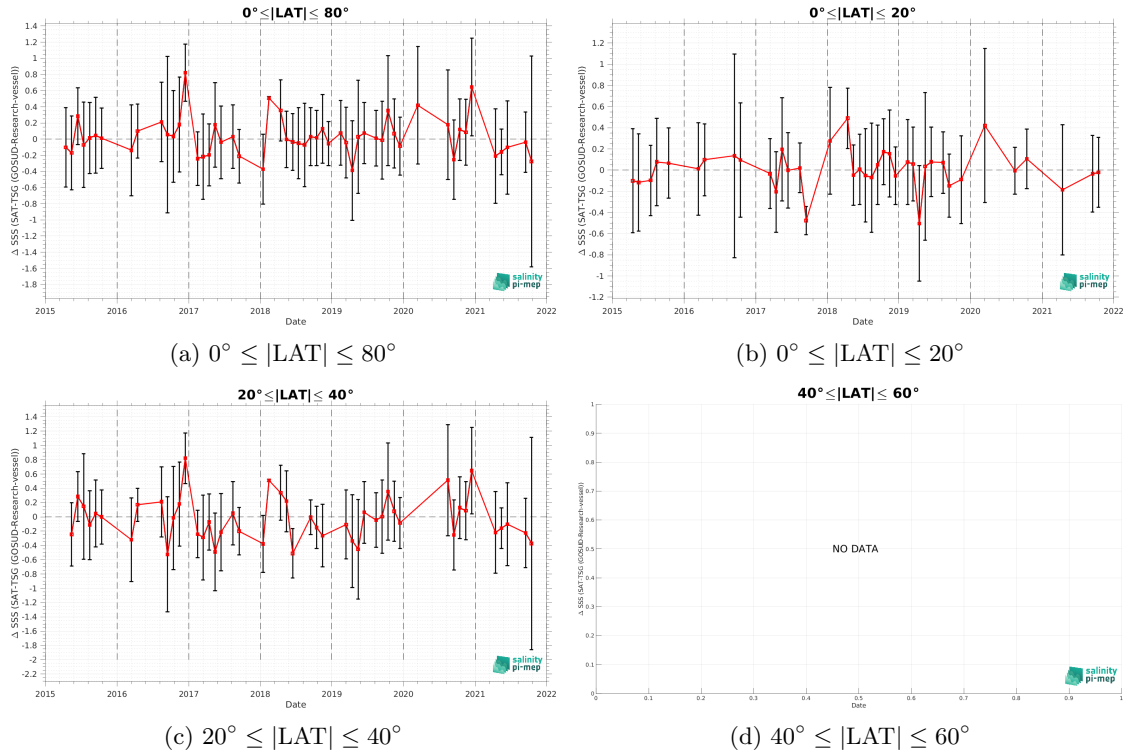 0°≤|LAT|≤ 80°
Δ SSS (SAT-TSG (GOSUD-Research-vessel))
1.4
1.2
1
0.8
0.6
0.4
0.2
0
-0.2
-0.4
-0.6
-0.8
-1
-1.2
-1.4
-1.6
-1.8
2015 2016 2017 2018 2019 2020 2021 2022
Date
salinity
pi-mep
(a) 0° ≤ |LAT| ≤ 80°
0°≤|LAT|≤ 20°
Δ SSS (SAT-TSG (GOSUD-Research-vessel))
1.2
1
0.8
0.6
0.4
0.2
0
-0.2
-0.4
-0.6
-0.8
-1
-1.2
2015 2016 2017 2018 2019 2020 2021 2022
Date
salinity
pi-mep
(b) 0° ≤ |LAT| ≤ 20°
20°≤|LAT|≤ 40°
Δ SSS (SAT-TSG (GOSUD-Research-vessel))
1.4
1.2
1
0.8
0.6
0.4
0.2
0
-0.2
-0.4
-0.6
-0.8
-1
-1.2
-1.4
-1.6
-1.8
-2
-2.2
2015 2016 2017 2018 2019 2020 2021 2022
Date
salinity
pi-mep
(c) 20° ≤ |LAT| ≤ 40°
40°≤|LAT|≤ 60°
Δ SSS (SAT-TSG (GOSUD-Research-vessel))
1
0.9
0.8
0.7
0.6
0.5
0.4
0.3
0.2
0.1
0
NO DATA
0 0.1 0.2 0.3 0.4 0.5 0.6 0.7 0.8 0.9 1
Date
salinity
pi-mep
(d) 40° ≤ |LAT| ≤ 60°